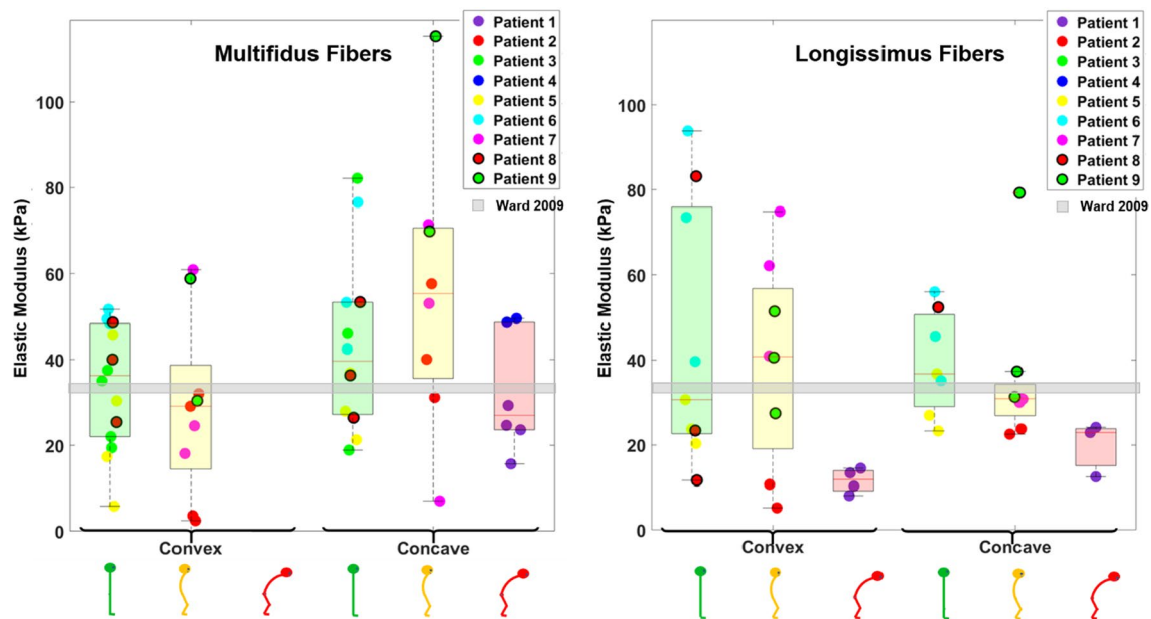 Multifidus Fibers
Patient 1
Patient 2
Patient 3
Patient 4
Patient 5
Patient 6
Patient 7
Patient 8
Patient 9
Ward 2009
Elastic Modulus (kPa)
100
80
60
40
20
0
Convex
Concave
Longissimus Fibers
Patient 1
Patient 2
Patient 3
Patient 4
Patient 5
Patient 6
Patient 7
Patient 8
Patient 9
Ward 2009
Elastic Modulus (kPa)
100
80
60
40
20
0
Convex
Concave